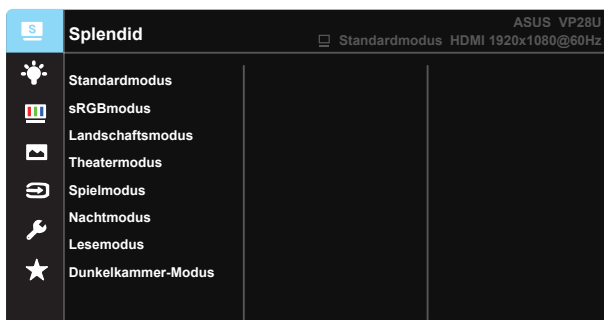 S
Splendid
ASUS VP28U
Standardmodus HDMI 1920x1080@60Hz
Standardmodus
sRGBmodus
Landschaftsmodus
Theatermodus
Spielmodus
Nachtmodus
Lesemodus
Dunkelkammer-Modus